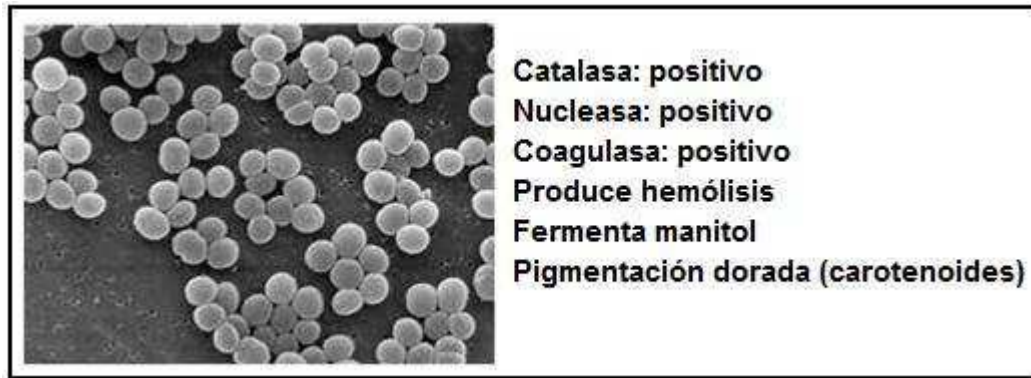 Catalasa: positivo
Nucleasa: positivo
Coagulasa: positivo
Produce hemólisis
Fermenta manitol
Pigmentación dorada (carotenoides)